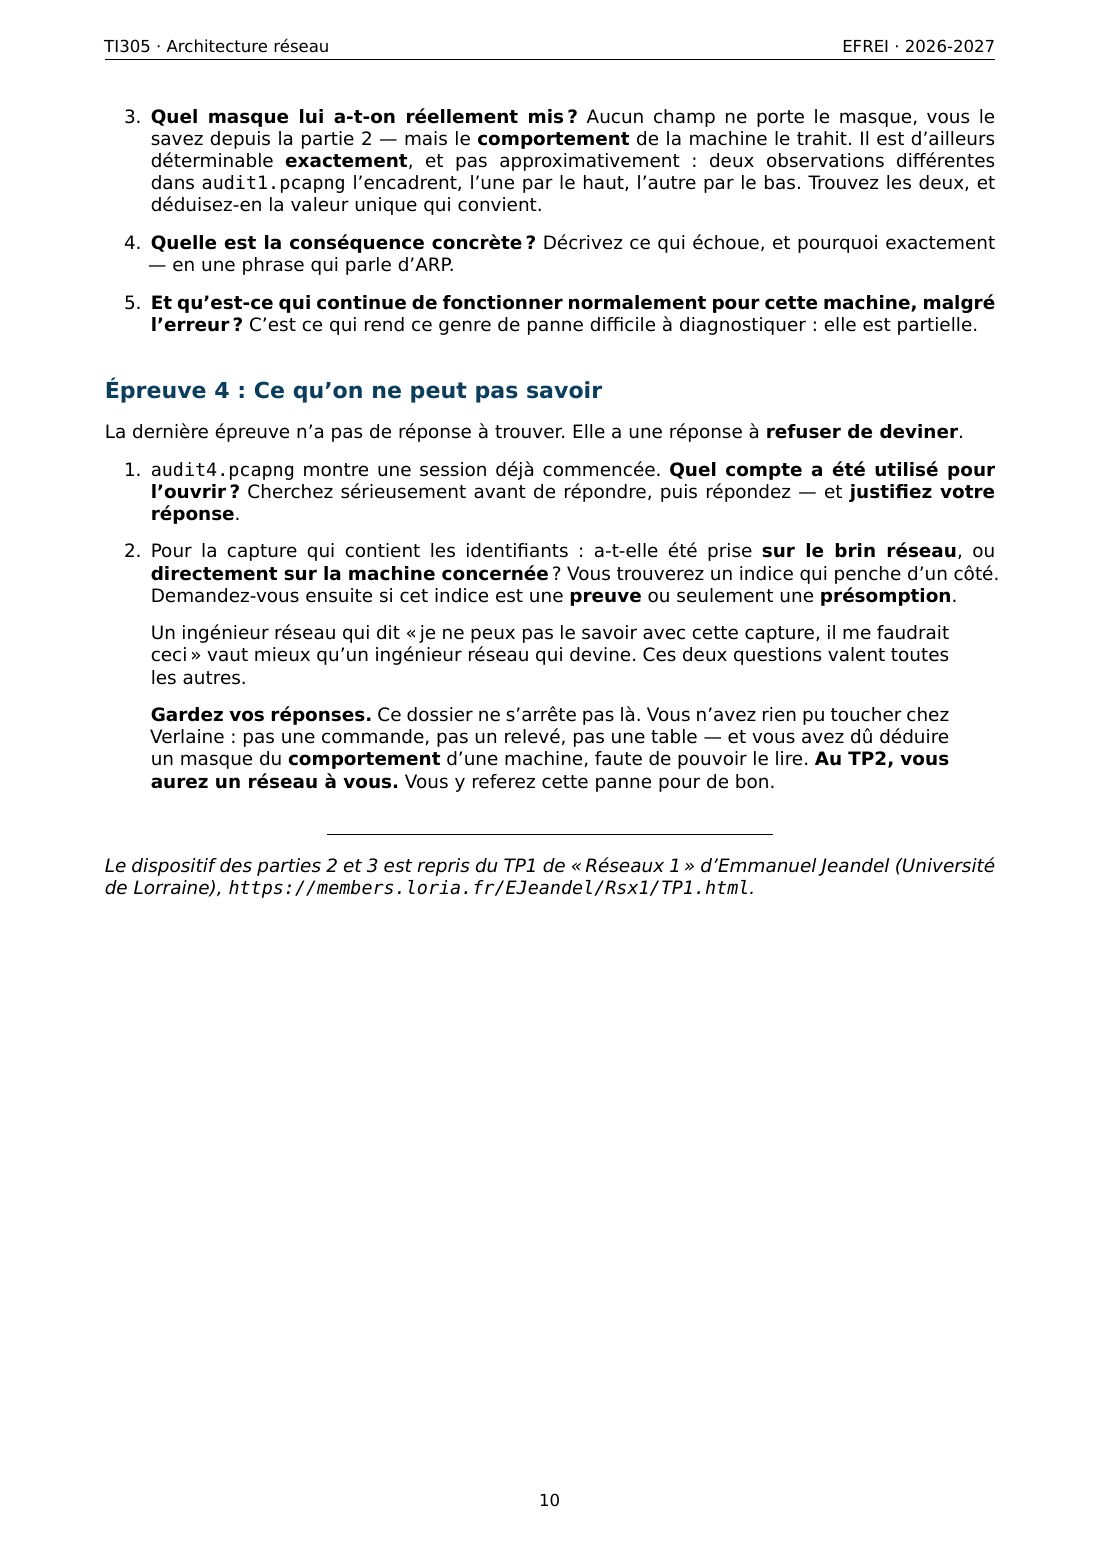 TI305 · Architecture réseau
EFREI · 2026-2027
3. Quel masque lui a-t-on réellement mis ? Aucun champ ne porte le masque, vous le
savez depuis la partie 2 — mais le comportement de la machine le trahit. Il est d’ailleurs
déterminable exactement, et pas approximativement : deux observations différentes
dans audit1.pcapng l’encadrent, l’une par le haut, l’autre par le bas. Trouvez les deux, et
déduisez-en la valeur unique qui convient.
4. Quelle est la conséquence concrète ? Décrivez ce qui échoue, et pourquoi exactement
— en une phrase qui parle d’ARP.
5. Et qu’est-ce qui continue de fonctionner normalement pour cette machine, malgré
l’erreur ? C’est ce qui rend ce genre de panne difficile à diagnostiquer : elle est partielle.
Épreuve 4 : Ce qu’on ne peut pas savoir
La dernière épreuve n’a pas de réponse à trouver. Elle a une réponse à refuser de deviner.
1. audit4.pcapng montre une session déjà commencée. Quel compte a été utilisé pour
l’ouvrir ? Cherchez sérieusement avant de répondre, puis répondez — et justifiez votre
réponse.
2. Pour la capture qui contient les identifiants : a-t-elle été prise sur le brin réseau, ou
directement sur la machine concernée ? Vous trouverez un indice qui penche d’un côté.
Demandez-vous ensuite si cet indice est une preuve ou seulement une présomption.
Un ingénieur réseau qui dit « je ne peux pas le savoir avec cette capture, il me faudrait
ceci » vaut mieux qu’un ingénieur réseau qui devine. Ces deux questions valent toutes
les autres.
Gardez vos réponses. Ce dossier ne s’arrête pas là. Vous n’avez rien pu toucher chez
Verlaine : pas une commande, pas un relevé, pas une table — et vous avez dû déduire
un masque du comportement d’une machine, faute de pouvoir le lire. Au TP2, vous
aurez un réseau à vous. Vous y referez cette panne pour de bon.
Le dispositif des parties 2 et 3 est repris du TP1 de « Réseaux 1 » d’Emmanuel Jeandel (Université
de Lorraine), https://members.loria.fr/EJeandel/Rsx1/TP1.html.
10